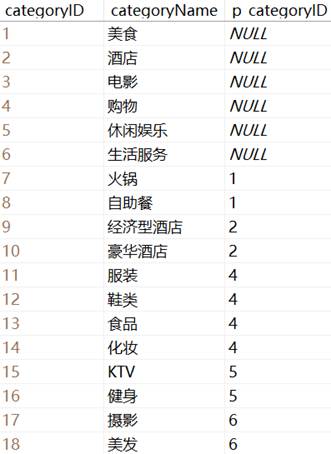 categoryID categoryName p_categoryID
1 美食 NULL
2 酒店 NULL
3 电影 NULL
4 购物 NULL
5 休闲娱乐 NULL
6 生活服务 NULL
7 火锅 1
8 自助餐 1
9 经济型酒店 2
10 豪华酒店 2
11 服装 4
12 鞋类 4
13 食品 4
14 化妆 4
15 KTV 5
16 健身 5
17 摄影 6
18 美发 6